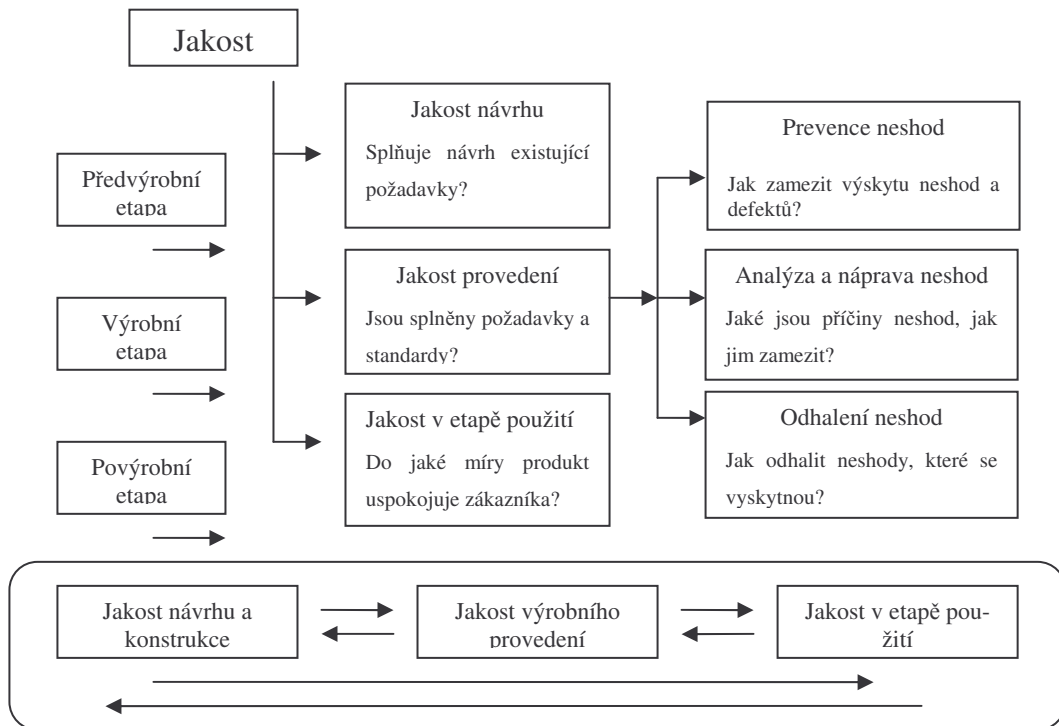 Jakost
Předvýrobní
etapa
Výrobní
etapa
Povýrobní
etapa
Jakost návrhu
Splňuje návrh existující
požadavky?
Jakost provedení
Jsou splněny požadavky a
standardy?
Jakost v etapě použití
Do jaké míry produkt
uspokojuje zákazníka?
Prevence neshod
Jak zamezit výskytu neshod a
defektů?
Analýza a náprava neshod
Jaké jsou příčiny neshod, jak
jim zamezit?
Odhalení neshod
Jak odhalit neshody, které se
vyskytnou?
Jakost návrhu a
konstrukce
Jakost výrobního
provedení
Jakost v etapě pou-
žití